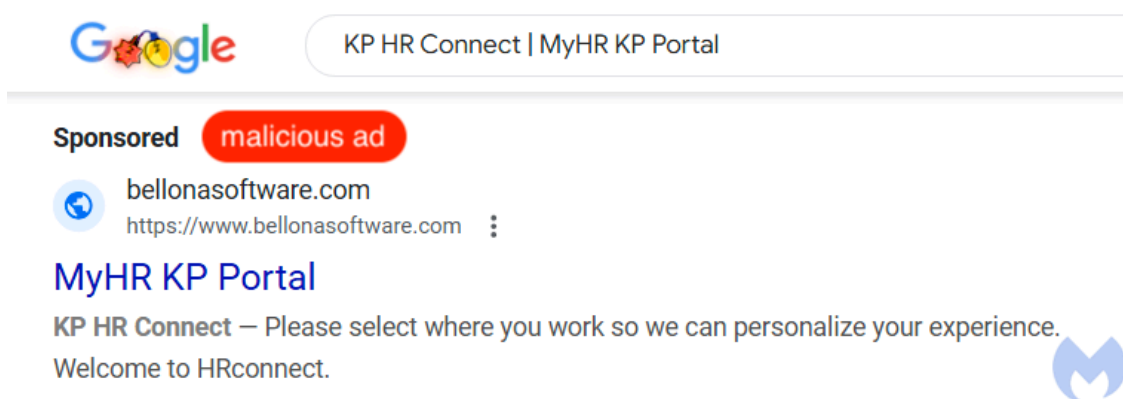 Google
KP HR Connect | MyHR KP Portal
Sponsored malicious ad
bellonasoftware.com
https://www.bellonasoftware.com
MyHR KP Portal
KP HR Connect — Please select where you work so we can personalize your experience.
Welcome to HRconnect.